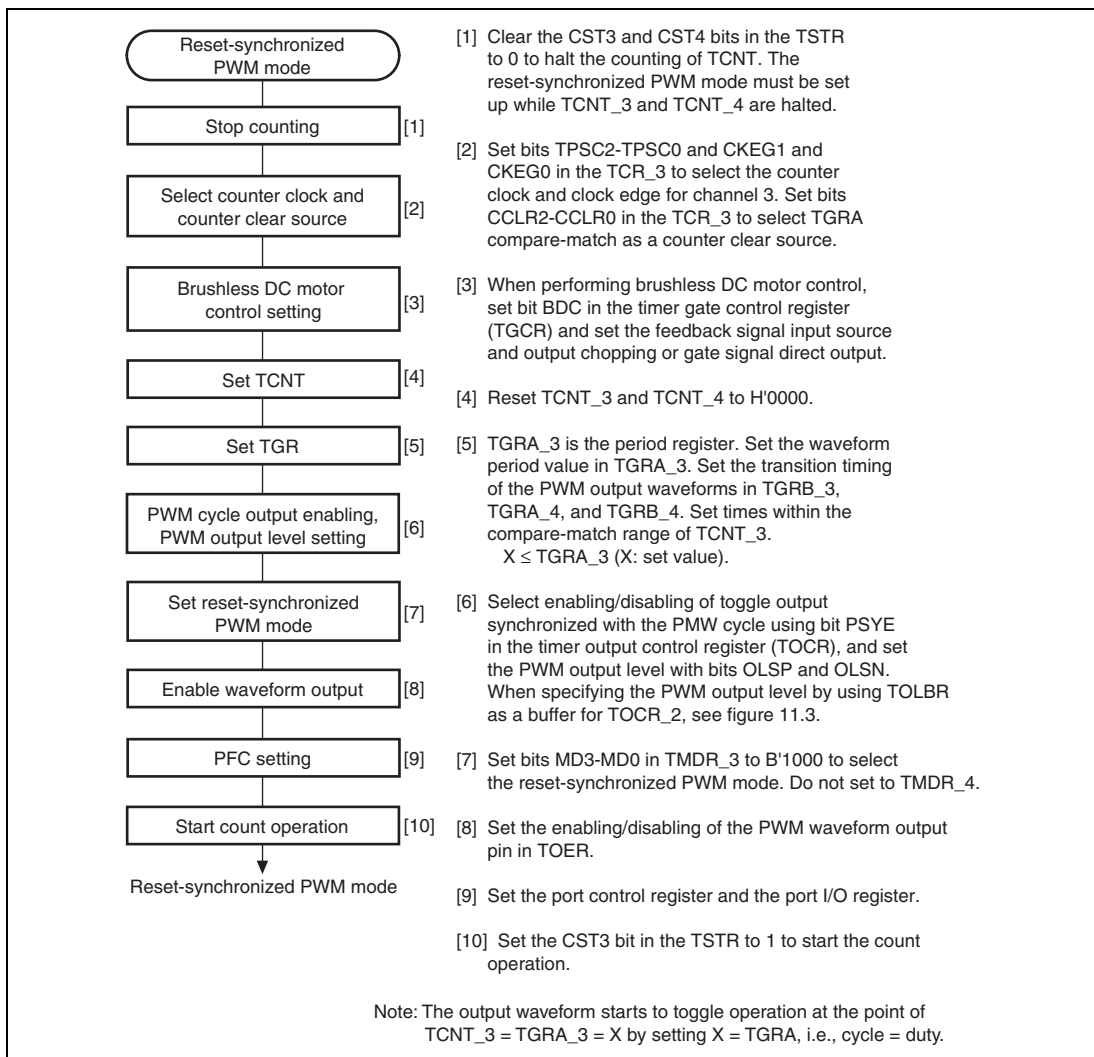 Reset-synchronized
PWM mode
Stop counting
[1]
Select counter clock and
counter clear source
[2]
Brushless DC motor
control setting
[3]
Set TCNT
[4]
Set TGR
[5]
PWM cycle output enabling,
PWM output level setting
[6]
Set reset-synchronized
PWM mode
[7]
Enable waveform output
[8]
PFC setting
[9]
Start count operation
[10]
Reset-synchronized PWM mode
[1] Clear the CST3 and CST4 bits in the TSTR
to 0 to halt the counting of TCNT. The
reset-synchronized PWM mode must be set
up while TCNT_3 and TCNT_4 are halted.
[2] Set bits TPSC2-TPSC0 and CKEG1 and
CKEG0 in the TCR_3 to select the counter
clock and clock edge for channel 3. Set bits
CCLR2-CCLR0 in the TCR_3 to select TGRA
compare-match as a counter clear source.
[3] When performing brushless DC motor control,
set bit BDC in the timer gate control register
(TGCR) and set the feedback signal input source
and output chopping or gate signal direct output.
[4] Reset TCNT_3 and TCNT_4 to H'0000.
[5] TGRA_3 is the period register. Set the waveform
period value in TGRA_3. Set the transition timing
of the PWM output waveforms in TGRB_3,
TGRA_4, and TGRB_4. Set times within the
compare-match range of TCNT_3.
X ≤ TGRA_3 (X: set value).
[6] Select enabling/disabling of toggle output
synchronized with the PMW cycle using bit PSYE
in the timer output control register (TOCR), and set
the PWM output level with bits OLSP and OLSN.
When specifying the PWM output level by using TOLBR
as a buffer for TOCR_2, see figure 11.3.
[7] Set bits MD3-MD0 in TMDR_3 to B'1000 to select
the reset-synchronized PWM mode. Do not set to TMDR_4.
[8] Set the enabling/disabling of the PWM waveform output
pin in TOER.
[9] Set the port control register and the port I/O register.
[10] Set the CST3 bit in the TSTR to 1 to start the count
operation.
Note: The output waveform starts to toggle operation at the point of
TCNT_3 = TGRA_3 = X by setting X = TGRA, i.e., cycle = duty.